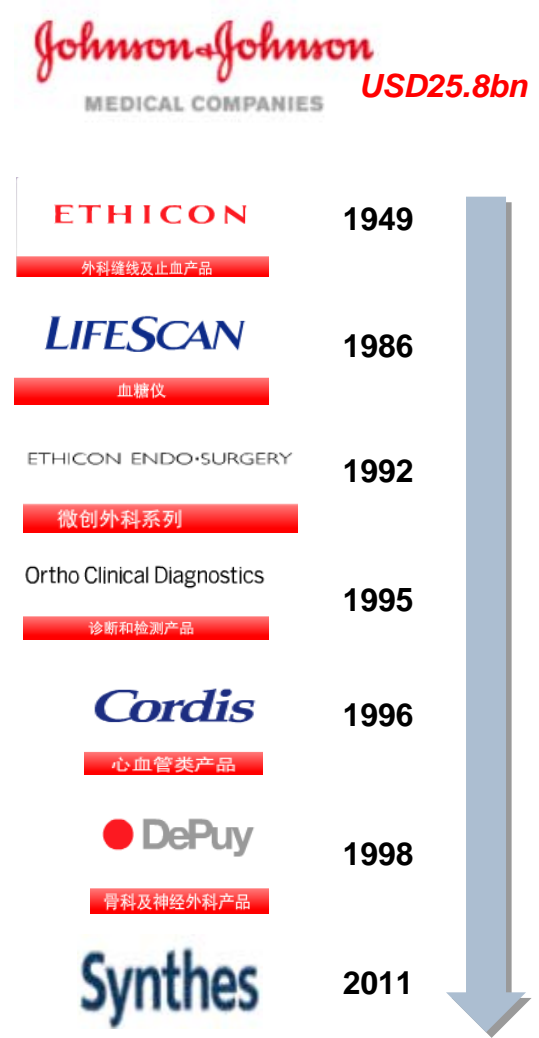 Johnson & Johnson
MEDICAL COMPANIES
USD25.8bn
ETHICON
1949
外科缝线及止血产品
LIFESCAN
1986
血糖仪
ETHICON ENDO·SURGERY
1992
微创外科系列
Ortho Clinical Diagnostics
1995
诊断和检测产品
Cordis
1996
心血管类产品
DePuy
1998
骨科及神经外科产品
Synthes
2011